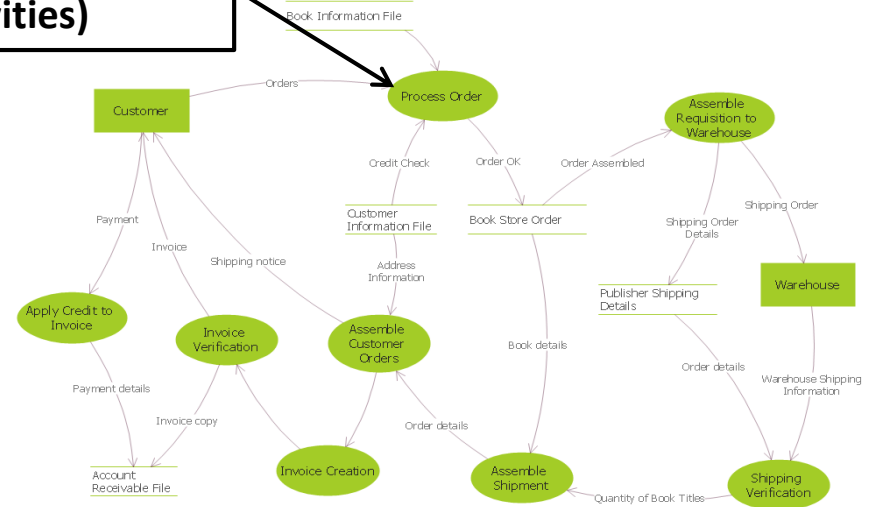 vities)
Book Information File
Orders
Process Order
Customer
Assemble
Requisition to
Warehouse
Credit Check
Order OK
Order Assembled
Payment
Customer
Information File
Book Store Order
Shipping Order
Shipping Order
Details
Invoice
Shipping notice
Address
Information
Publisher Shipping
Details
Warehouse
Apply Credit to
Invoice
Invoice
Verification
Assemble
Customer
Orders
Book details
Order details
Warehouse Shipping
Information
Payment details
Invoice copy
Order details
Account
Receivable File
Invoice Creation
Assemble
Shipment
Quantity of Book Titles
Shipping
Verification